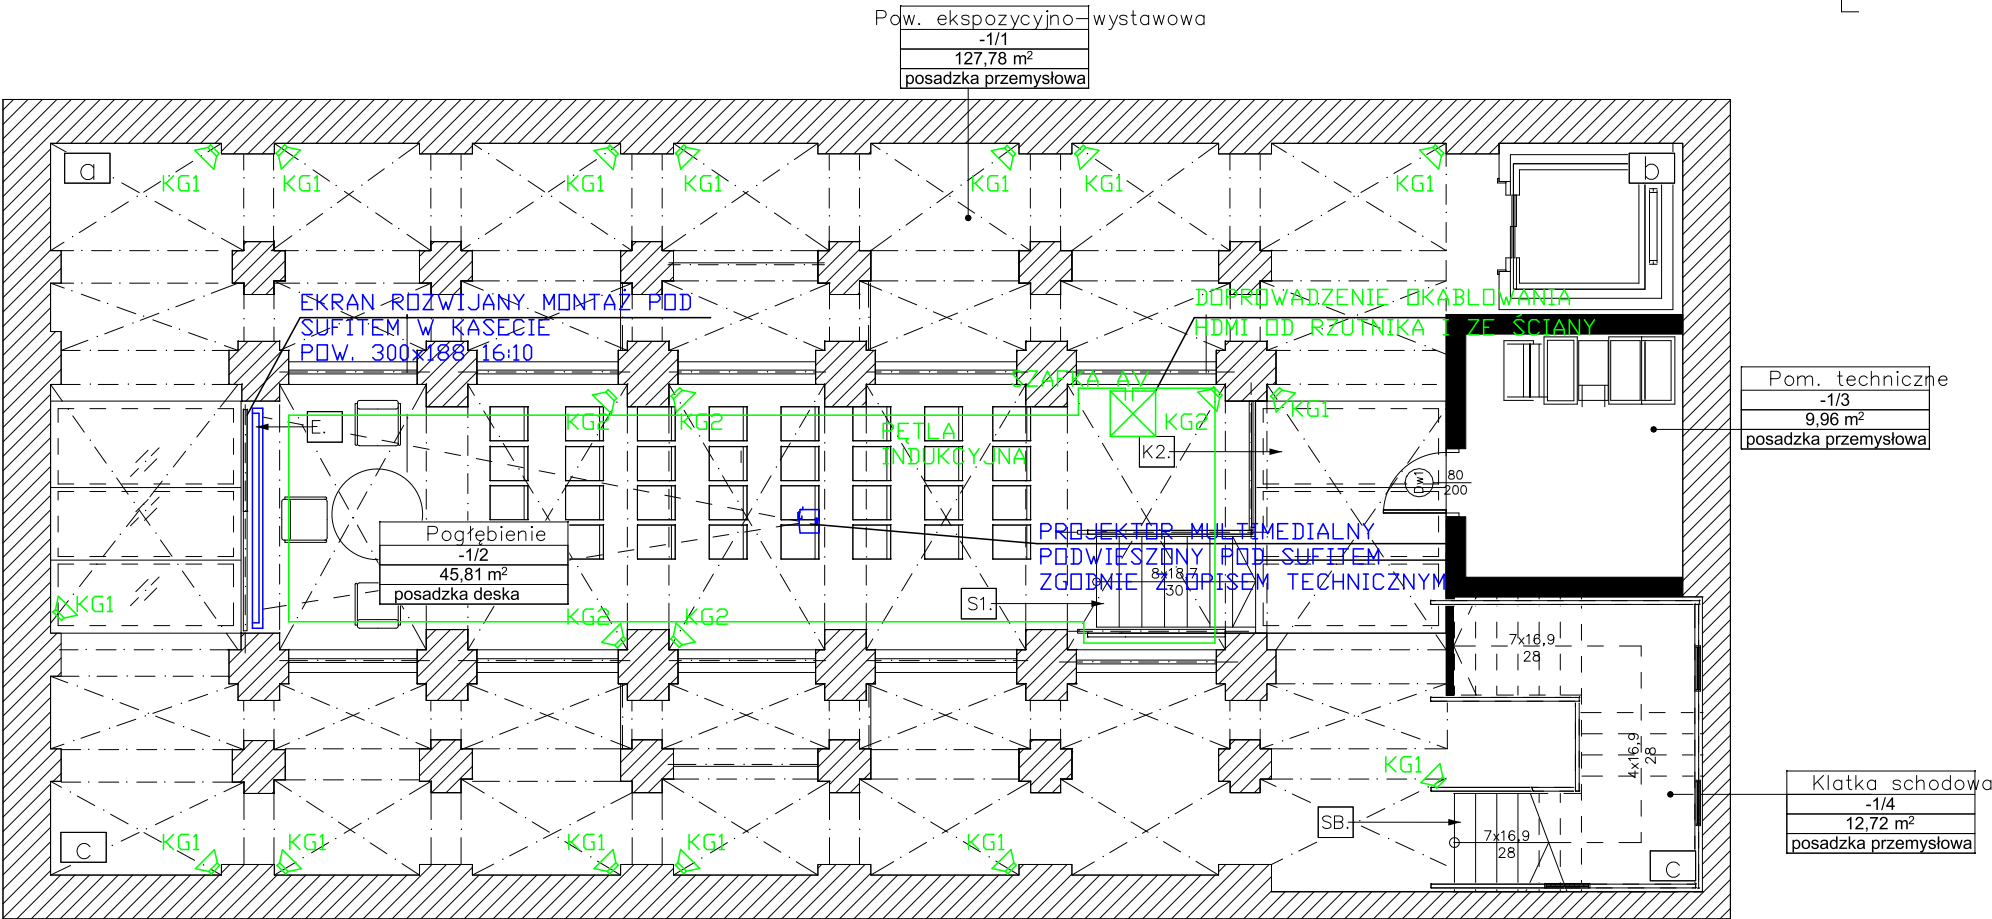 Pow. ekspozycyjno-wystawowa
-1/1
127,78 m²
posadzka przemysłowa
a
b
KG1
KG1
KG1
KG1
KG1
KG1
KG1
EKRAN ROZWIJANY. MONTAŻ POD
SUFITEM W KASECIE
POW. 300x188 16:10
DOPROWADZENIE OKABLOWANIA
HDMI OD RZUTNIKA I ZE ŚCIANY
SZAFKA AV
Pom. techniczne
-1/3
9,96 m²
posadzka przemysłowa
E.
KG2
KG2
KG2
KG1
PĘTLA
INDUKCYJNA
K2.
DW1
80
200
Pogłębienie
-1/2
45,81 m²
posadzka deska
PROJEKTOR MULTIMEDIALNY
PODWIESZONY POD SUFITEM
ZGODNIE Z OPISEM TECHNICZNYM
8x18,7
30
S1.
KG1
KG2
KG2
7x16,9
28
4x16,9
28
KG1
Klatka schodowa
-1/4
12,72 m²
posadzka przemysłowa
SB.
7x16,9
28
KG1
KG1
KG1
KG1
KG1
c
c